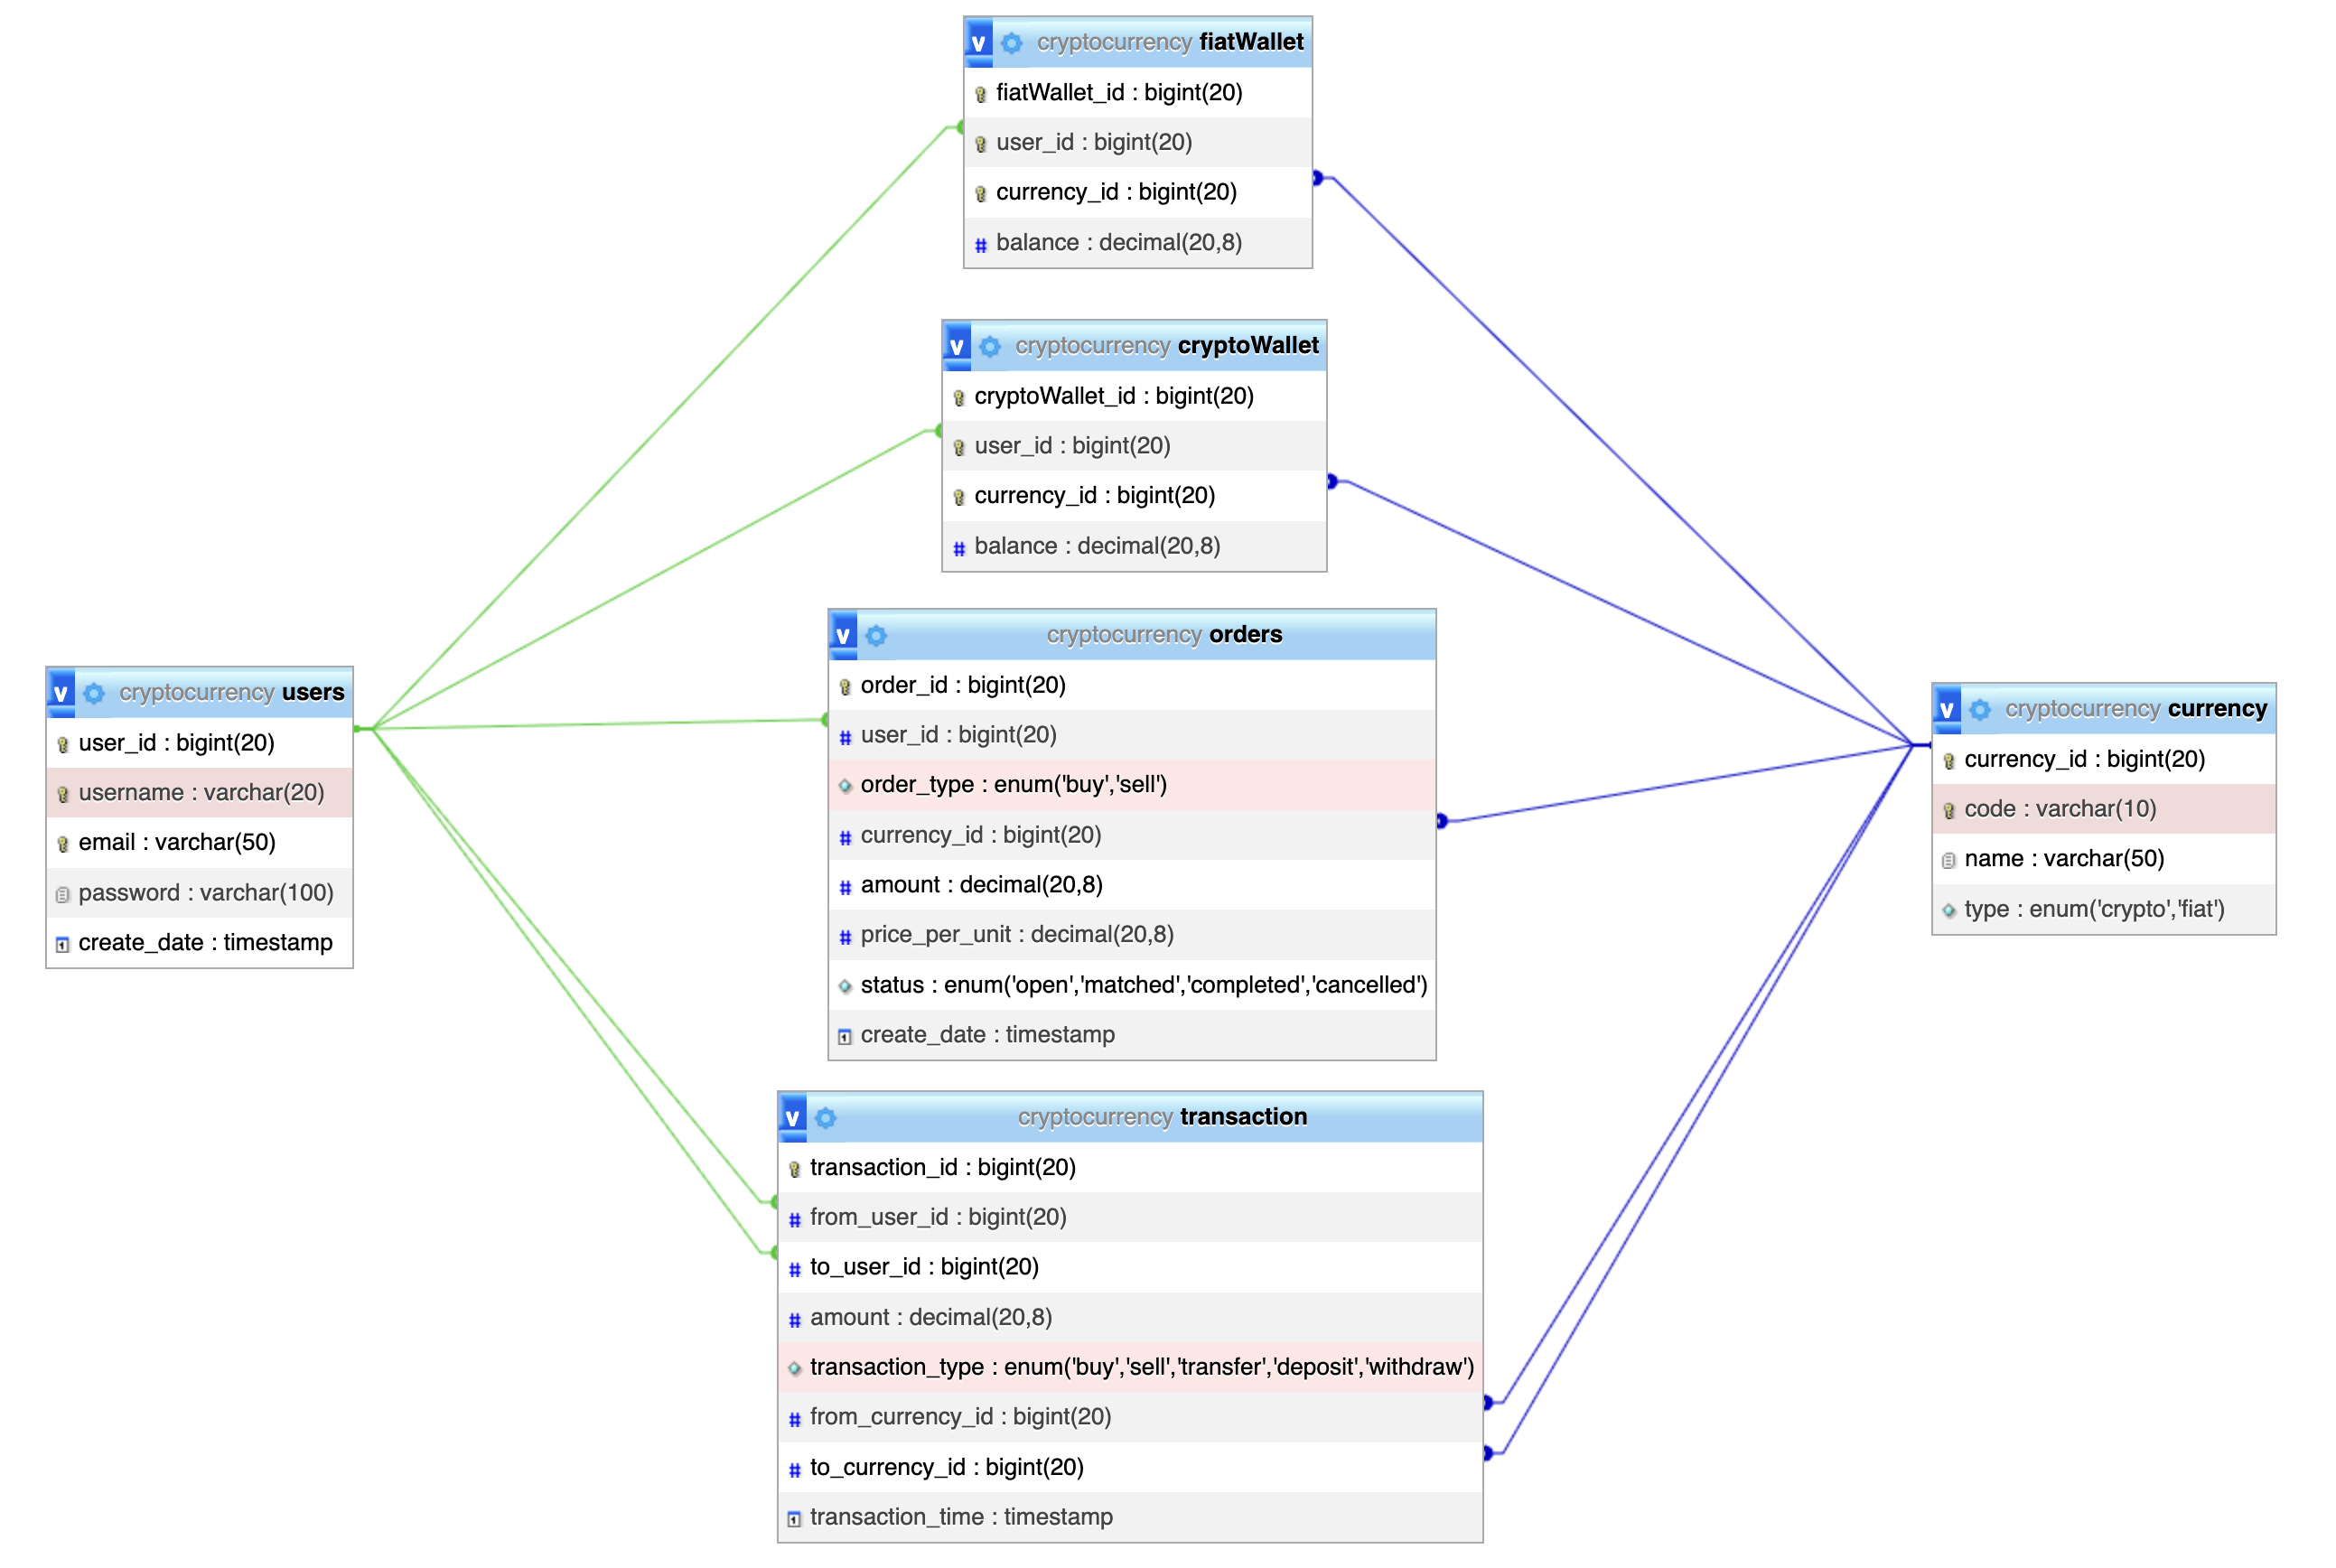 v cryptocurrency fiatWallet
fiatWallet_id : bigint(20)
user_id : bigint(20)
currency_id : bigint(20)
# balance : decimal(20,8)
v cryptocurrency cryptoWallet
cryptoWallet_id : bigint(20)
user_id : bigint(20)
currency_id : bigint(20)
# balance : decimal(20,8)
v cryptocurrency orders
order_id : bigint(20)
# user_id : bigint(20)
order_type : enum('buy','sell')
# currency_id : bigint(20)
# amount : decimal(20,8)
# price_per_unit : decimal(20,8)
status : enum('open','matched','completed','cancelled')
create_date : timestamp
v cryptocurrency users
user_id : bigint(20)
username : varchar(20)
email : varchar(50)
password : varchar(100)
create_date : timestamp
v cryptocurrency currency
currency_id : bigint(20)
code : varchar(10)
name : varchar(50)
type : enum('crypto','fiat')
v cryptocurrency transaction
transaction_id : bigint(20)
# from_user_id : bigint(20)
# to_user_id : bigint(20)
# amount : decimal(20,8)
transaction_type : enum('buy','sell','transfer','deposit','withdraw')
# from_currency_id : bigint(20)
# to_currency_id : bigint(20)
transaction_time : timestamp